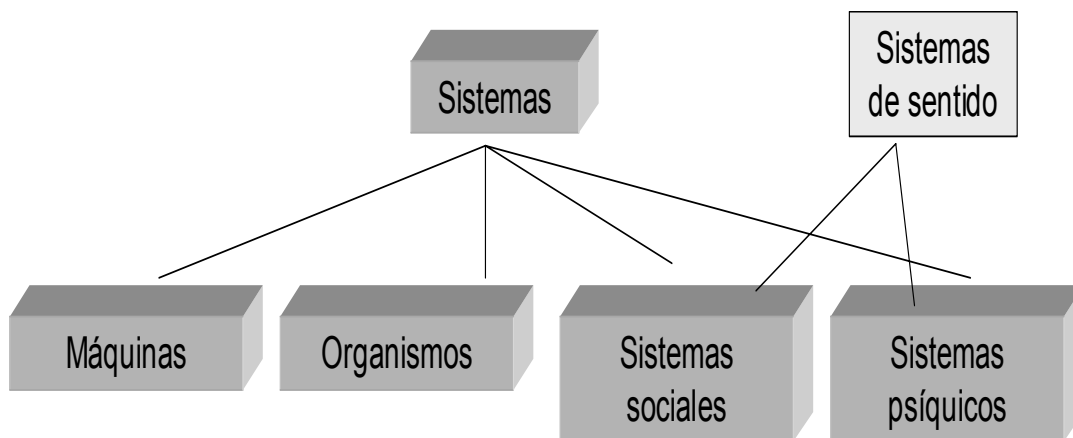 Sistemas
Sistemas
de sentido
Máquinas
Organismos
Sistemas
sociales
Sistemas
psíquicos